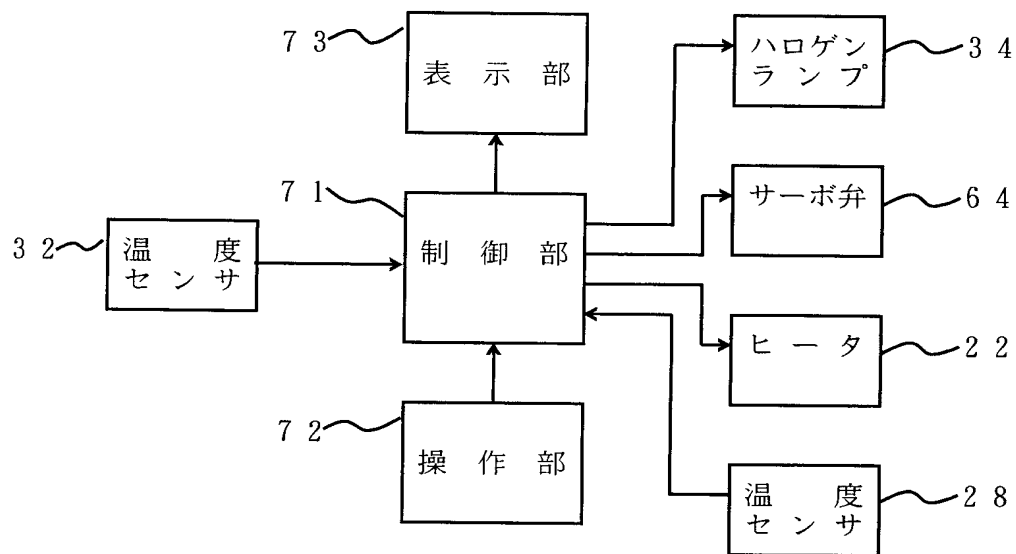 ７３
表示部
ハロゲン
ランプ
３４
７１
制御部
サーボ弁
６４
３２
温度
センサ
ヒータ
２２
７２
操作部
温度
センサ
２８